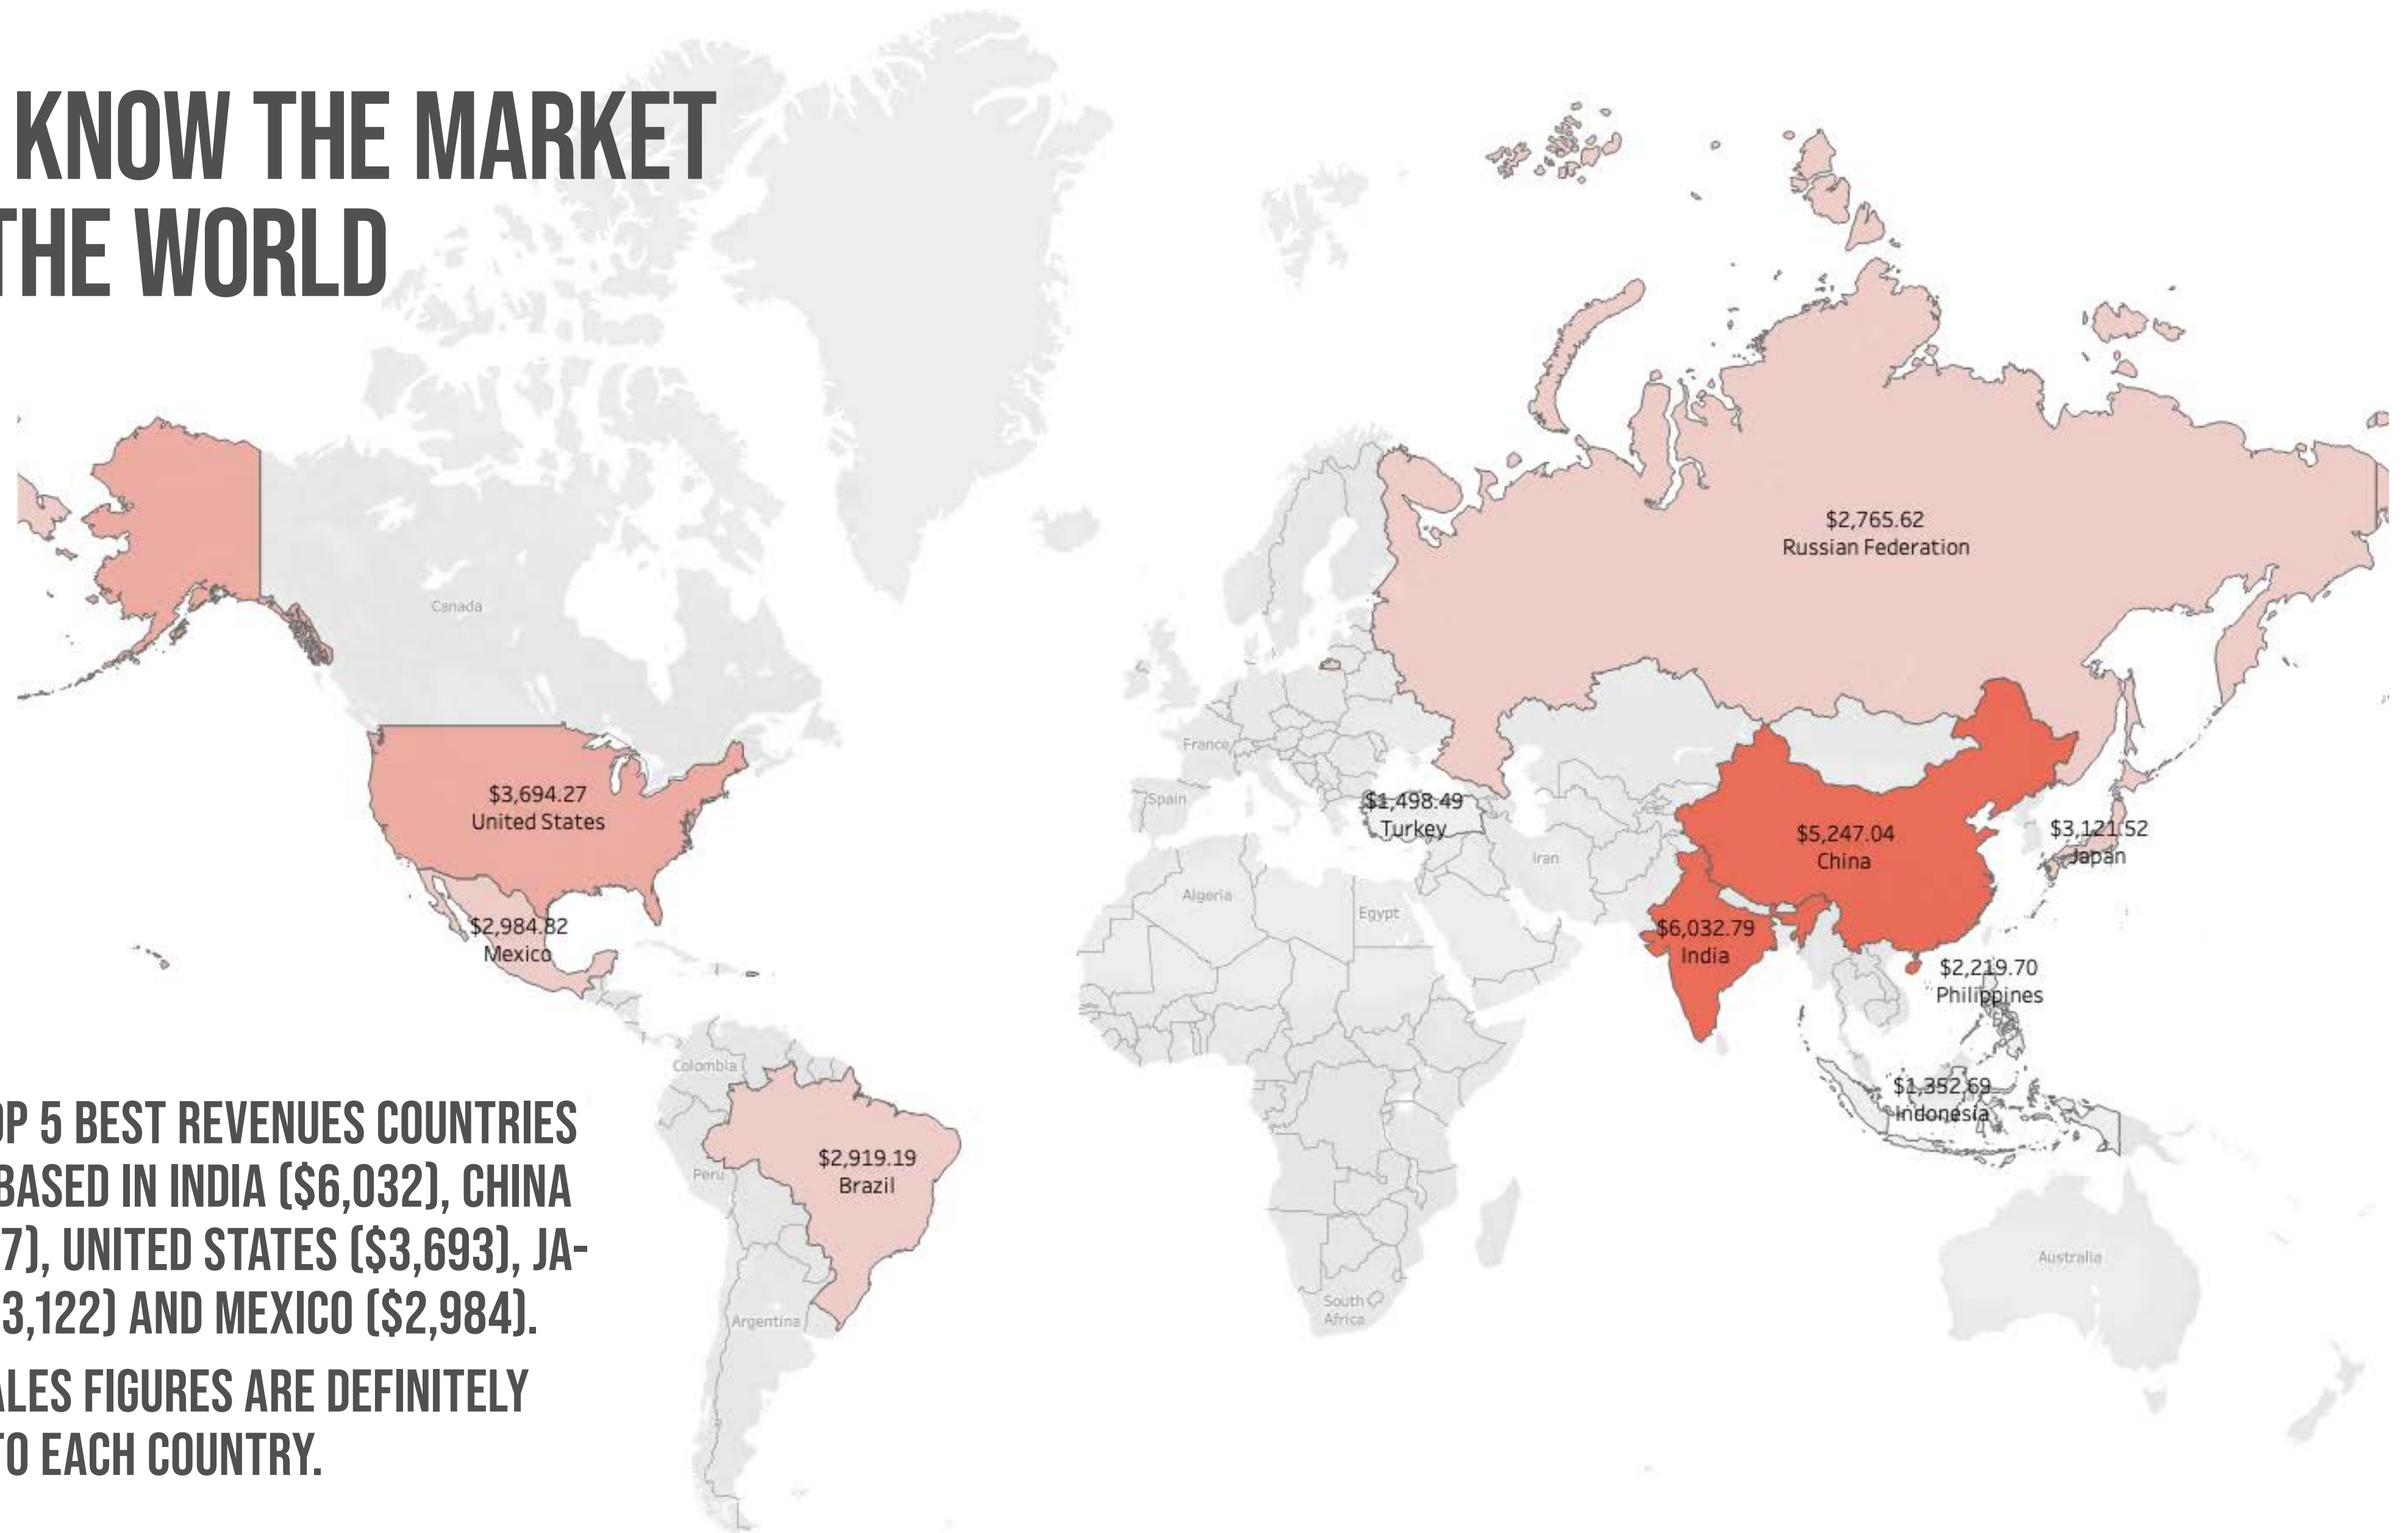 KNOW THE MARKET
THE WORLD
$2,765.62
Russian Federation
Canada
France
Spain
$1,498.49
Turkey
$3,694.27
United States
$5,247.04
China
$3,121.52
Japan
Iran
Algeria
Egypt
$2,984.82
Mexico
$6,032.79
India
$2,219.70
Philippines
Colombia
$1,352.69
Indonesia
$2,919.19
Brazil
Peru
Australia
South
Africa
Argentina
OP 5 BEST REVENUES COUNTRIES
BASED IN INDIA ($6,032), CHINA
7), UNITED STATES ($3,693), JA-
3,122) AND MEXICO ($2,984).
ALES FIGURES ARE DEFINITELY
TO EACH COUNTRY.